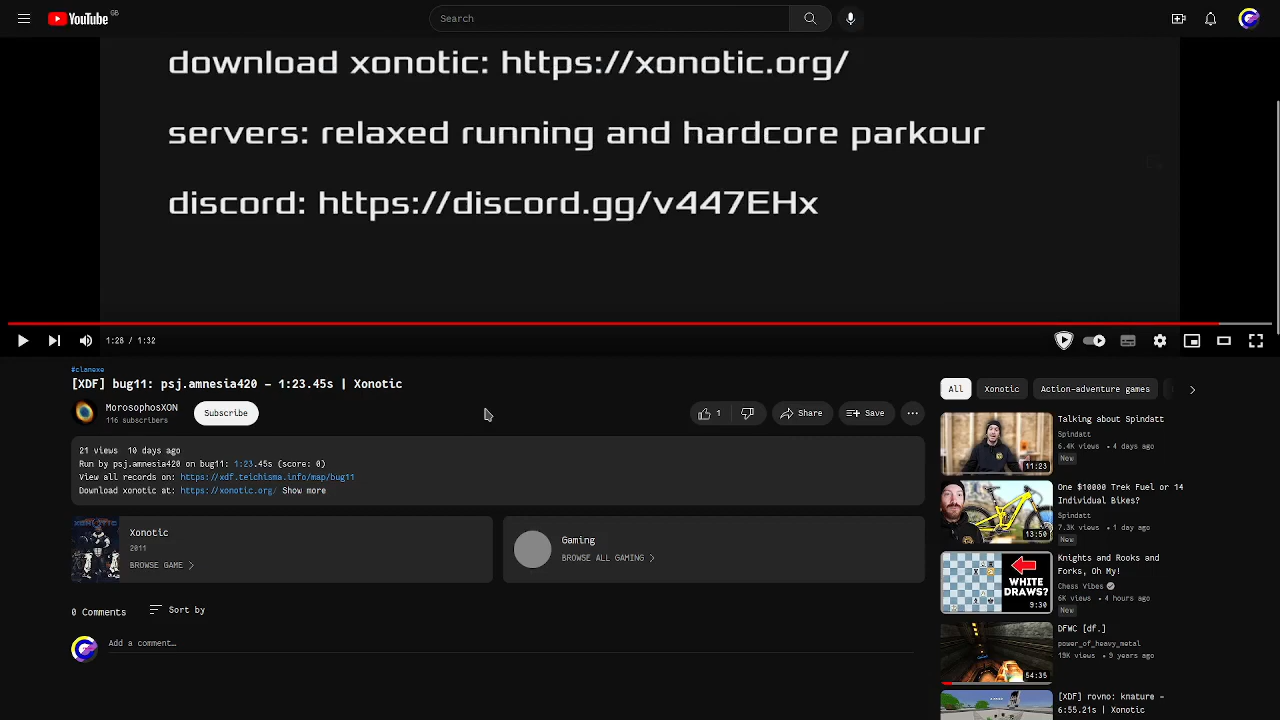 YouTube GB
Search
download xonotic: https://xonotic.org/
servers: relaxed running and hardcore parkour
discord: https://discord.gg/v447EHx
1:28 / 1:32
#clanexe
[XDF] bug11: psj.amnesia420 – 1:23.45s | Xonotic
MorosophosXON
116 subscribers
Subscribe
1
Share
Save
21 views 10 days ago
Run by psj.amnesia420 on bug11: 1:23.45s (score: 0)
View all records on: https://xdf.teichisma.info/map/bug11
Download xonotic at: https://xonotic.org/ Show more
Xonotic
2011
BROWSE GAME
Gaming
BROWSE ALL GAMING
0 Comments
Sort by
Add a comment…
All
Xonotic
Action-adventure games
Talking about Spindatt
Spindatt
6.4K views • 4 days ago
New
11:23
One $10000 Trek Fuel or 14
Individual Bikes?
Spindatt
7.3K views • 1 day ago
New
13:50
Knights and Rooks and
Forks, Oh My!
Chess Vibes
6K views • 4 hours ago
New
WHITE
DRAWS?
9:30
DFWC [df.]
power_of_heavy_metal
19K views • 9 years ago
54:35
[XDF] rovno: knature –
6:55.21s | Xonotic